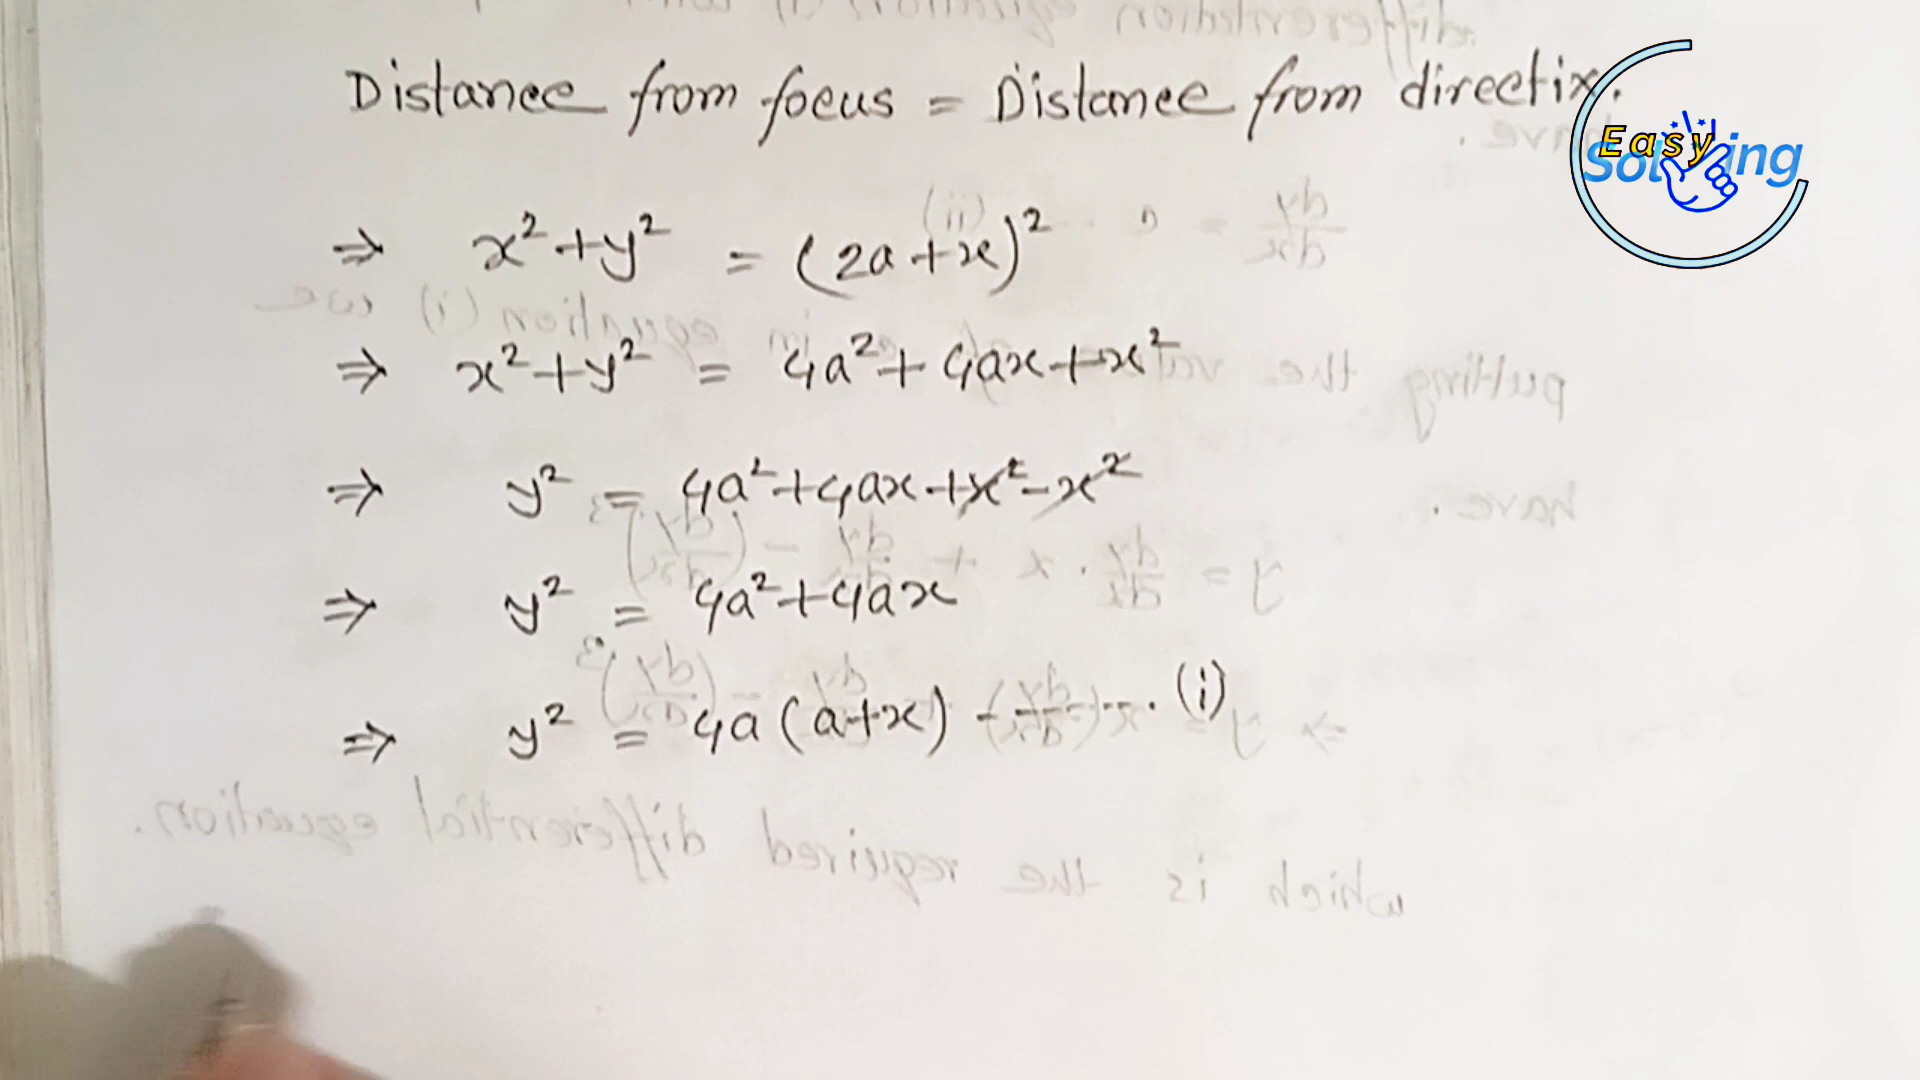 Distance from focus = Distance from directix.
Easy
Solving
⇒ x² + y² = (2a+x)²
⇒ x² + y² = 4a² + 4ax + x²
⇒ y² = 4a² + 4ax + x² - x²
⇒ y² = 4a² + 4ax
⇒ y² = 4a (a+x) ------- (i)